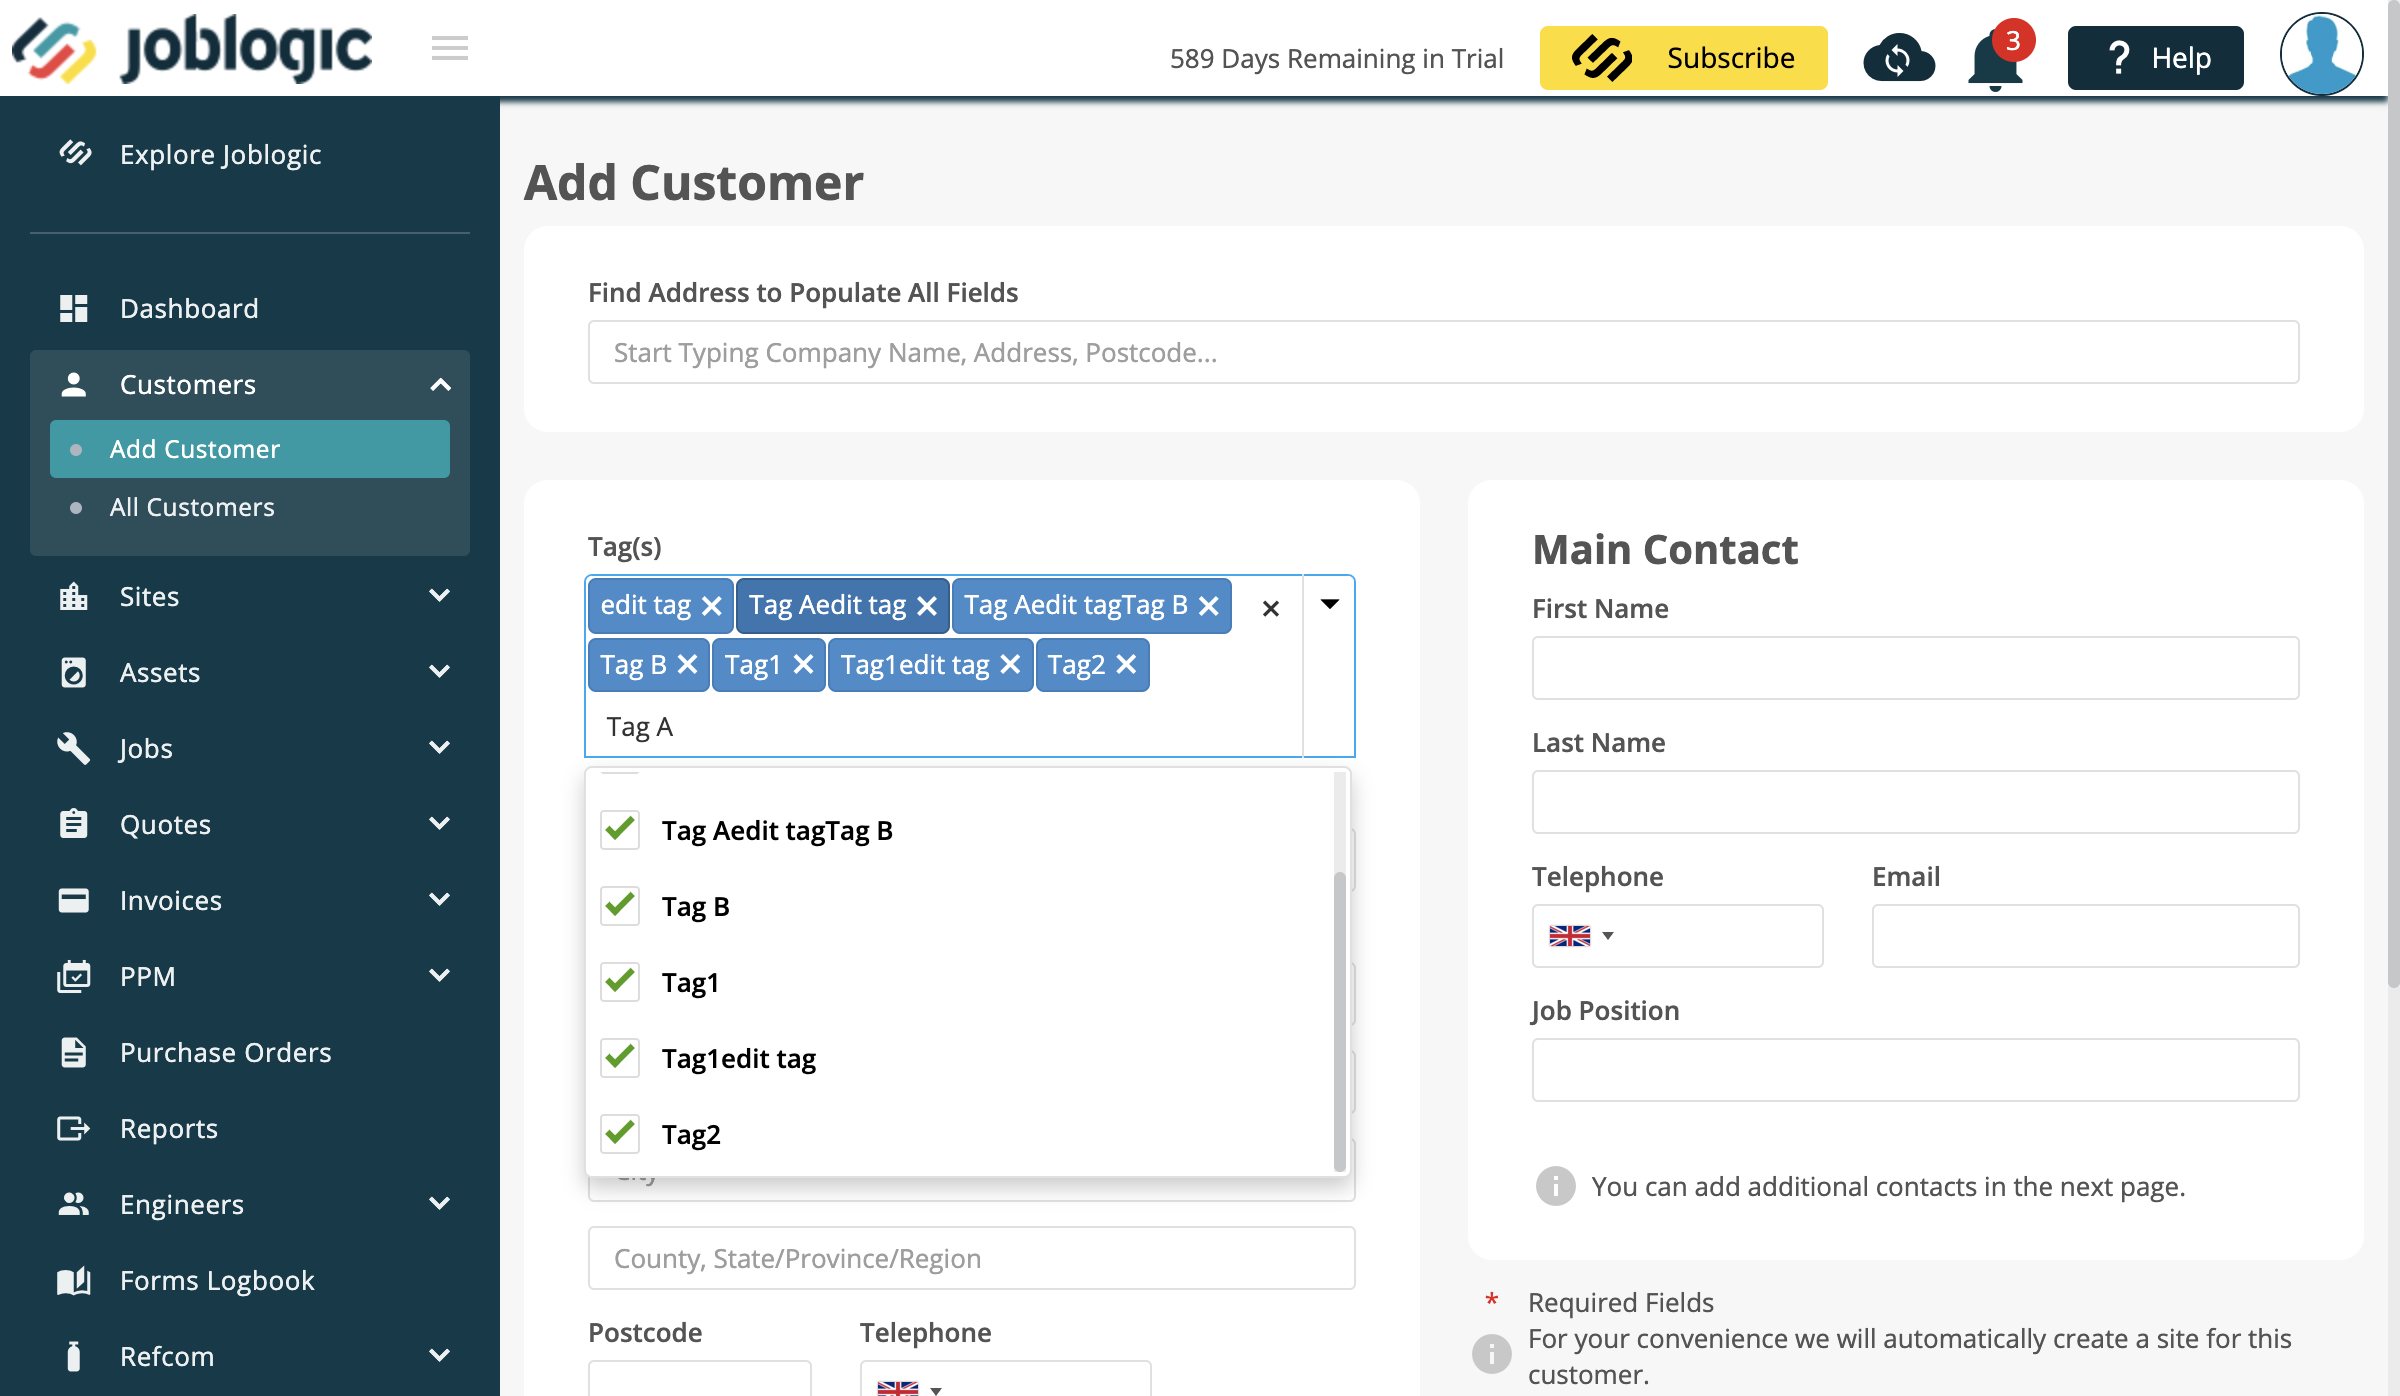 joblogic
589 Days Remaining in Trial
Subscribe
3
? Help
Explore Joblogic
Dashboard
Customers
Add Customer
All Customers
Sites
Assets
Jobs
Quotes
Invoices
PPM
Purchase Orders
Reports
Engineers
Forms Logbook
Refcom
Add Customer
Find Address to Populate All Fields
Start Typing Company Name, Address, Postcode...
Tag(s)
edit tag Tag Aedit tag Tag Aedit tagTag B
Tag B Tag1 Tag1edit tag Tag2
Tag A
Tag Aedit tagTag B
Tag B
Tag1
Tag1edit tag
Tag2
County, State/Province/Region
Postcode
Telephone
Main Contact
First Name
Last Name
Telephone
Email
Job Position
You can add additional contacts in the next page.
* Required Fields
For your convenience we will automatically create a site for this
customer.